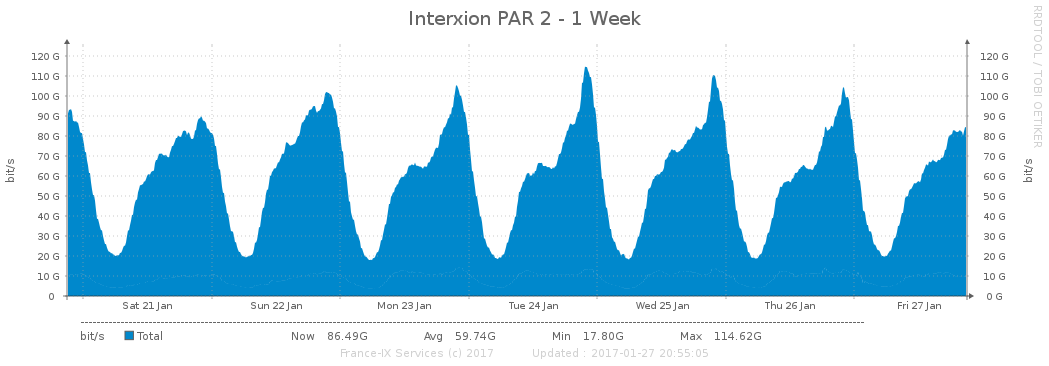 Interxion PAR 2 - 1 Week
RRDTOOL / TOBI OETIKER
bit/s
120 G
110 G
100 G
90 G
80 G
70 G
60 G
50 G
40 G
30 G
20 G
10 G
0
120 G
110 G
100 G
90 G
80 G
70 G
60 G
50 G
40 G
30 G
20 G
10 G
0 G
bit/s
Sat 21 Jan Sun 22 Jan Mon 23 Jan Tue 24 Jan Wed 25 Jan Thu 26 Jan Fri 27 Jan
bit/s Total Now 86.49G Avg 59.74G Min 17.80G Max 114.62G
France-IX Services (c) 2017 Updated : 2017-01-27 20:55:05